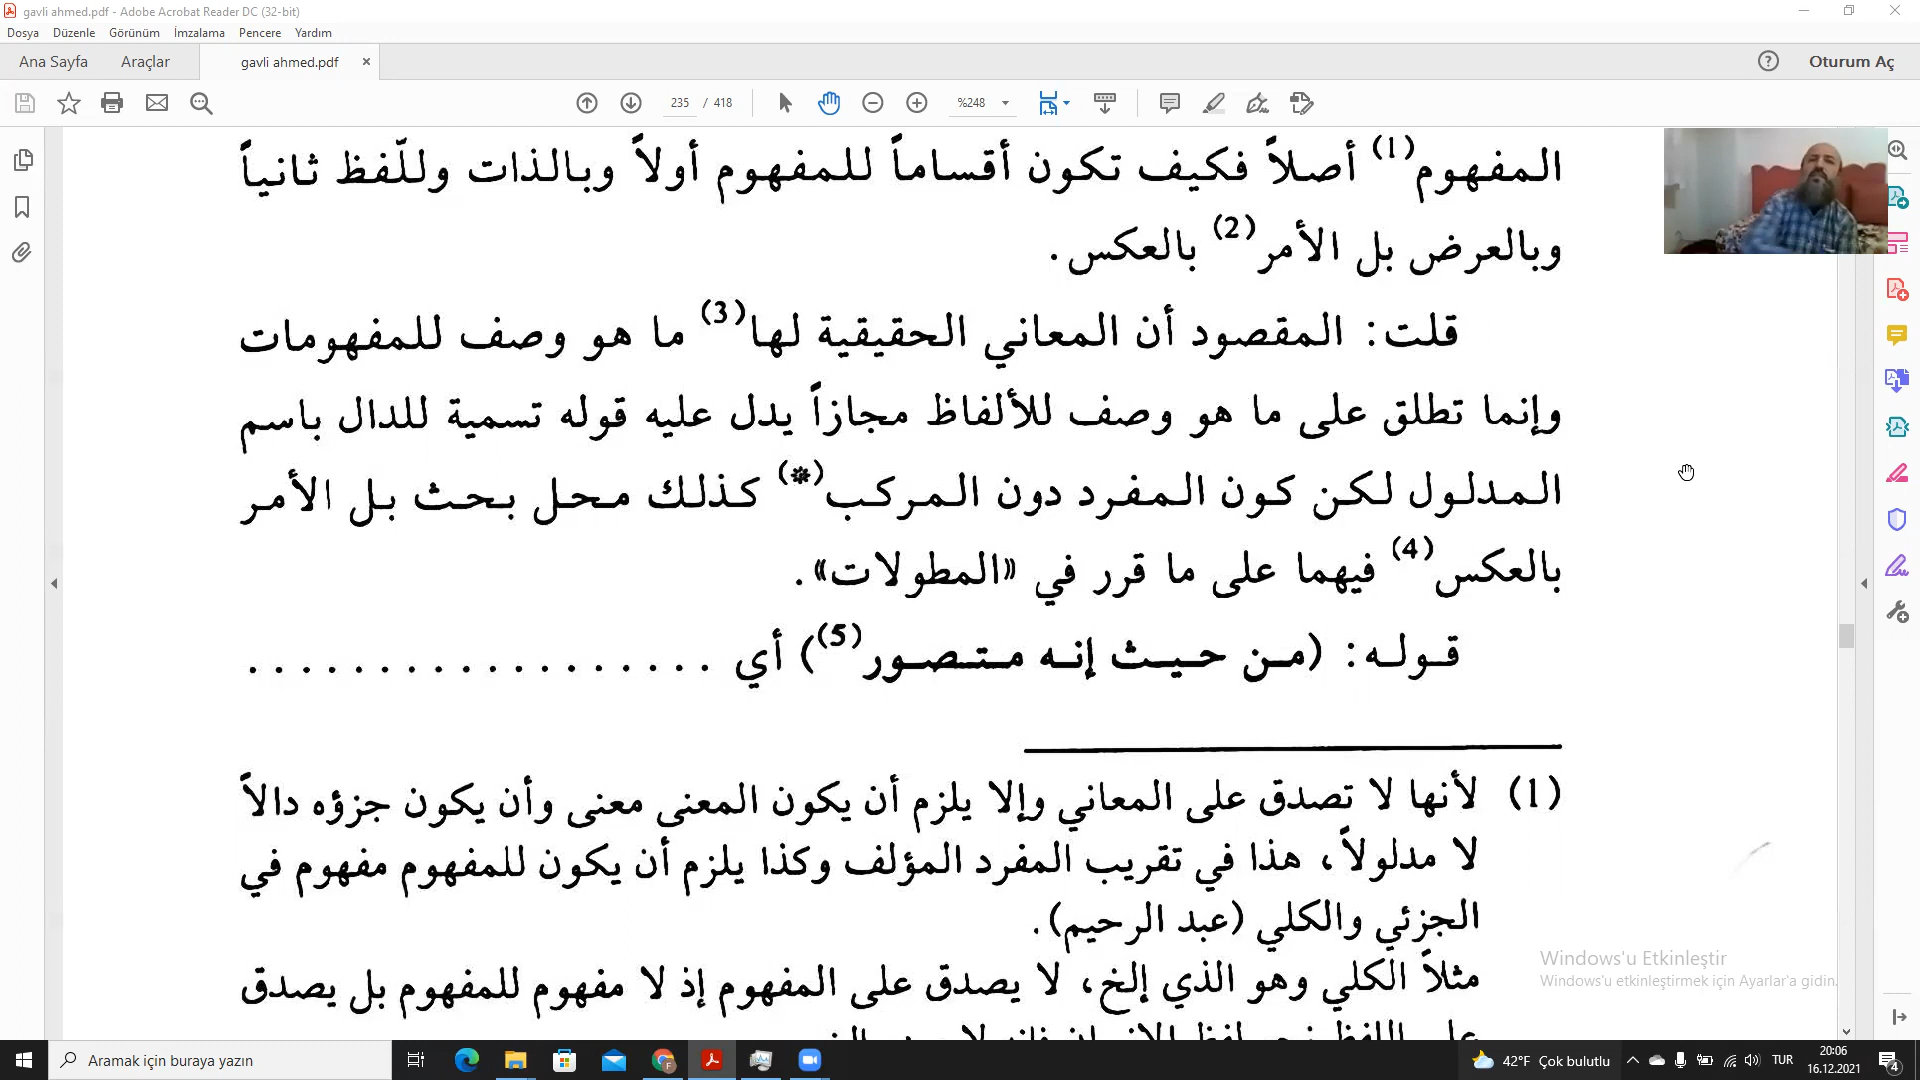 gavli ahmed.pdf - Adobe Acrobat Reader DC (32-bit)
Dosya Düzenle Görünüm İmzalama Pencere Yardım
Ana Sayfa Araçlar gavli ahmed.pdf × Oturum Aç
235 / 418 %248
المفهوم(1) أصلاً فكيف تكون أقساماً للمفهوم أولاً وبالذات وللّفظ ثانياً
وبالعرض بل الأمر(2) بالعكس.
قلت: المقصود أن المعاني الحقيقية لها(3) ما هو وصف للمفهومات
وإنما تطلق على ما هو وصف للألفاظ مجازاً يدل عليه قوله تسمية للدال باسم
المدلول لكن كون المفرد دون المركب(*) كذلك محل بحث بل الأمر
بالعكس(4) فيهما على ما قرر في «المطولات».
قوله: (من حيث إنه متصور(5)) أي . . . . . . . . . . . . . . . . . .
(1) لأنها لا تصدق على المعاني وإلا يلزم أن يكون المعنى معنى وأن يكون جزؤه دالاً
لا مدلولاً، هذا في تقريب المفرد المؤلف وكذا يلزم أن يكون للمفهوم مفهوم في
الجزئي والكلي (عبد الرحيم).
مثلاً الكلي وهو الذي إلخ، لا يصدق على المفهوم إذ لا مفهوم للمفهوم بل يصدق
Windows'u Etkinleştir
Windows'u etkinleştirmek için Ayarlar'a gidin.
Aramak için buraya yazın
42°F Çok bulutlu
TUR
20:06
16.12.2021
4